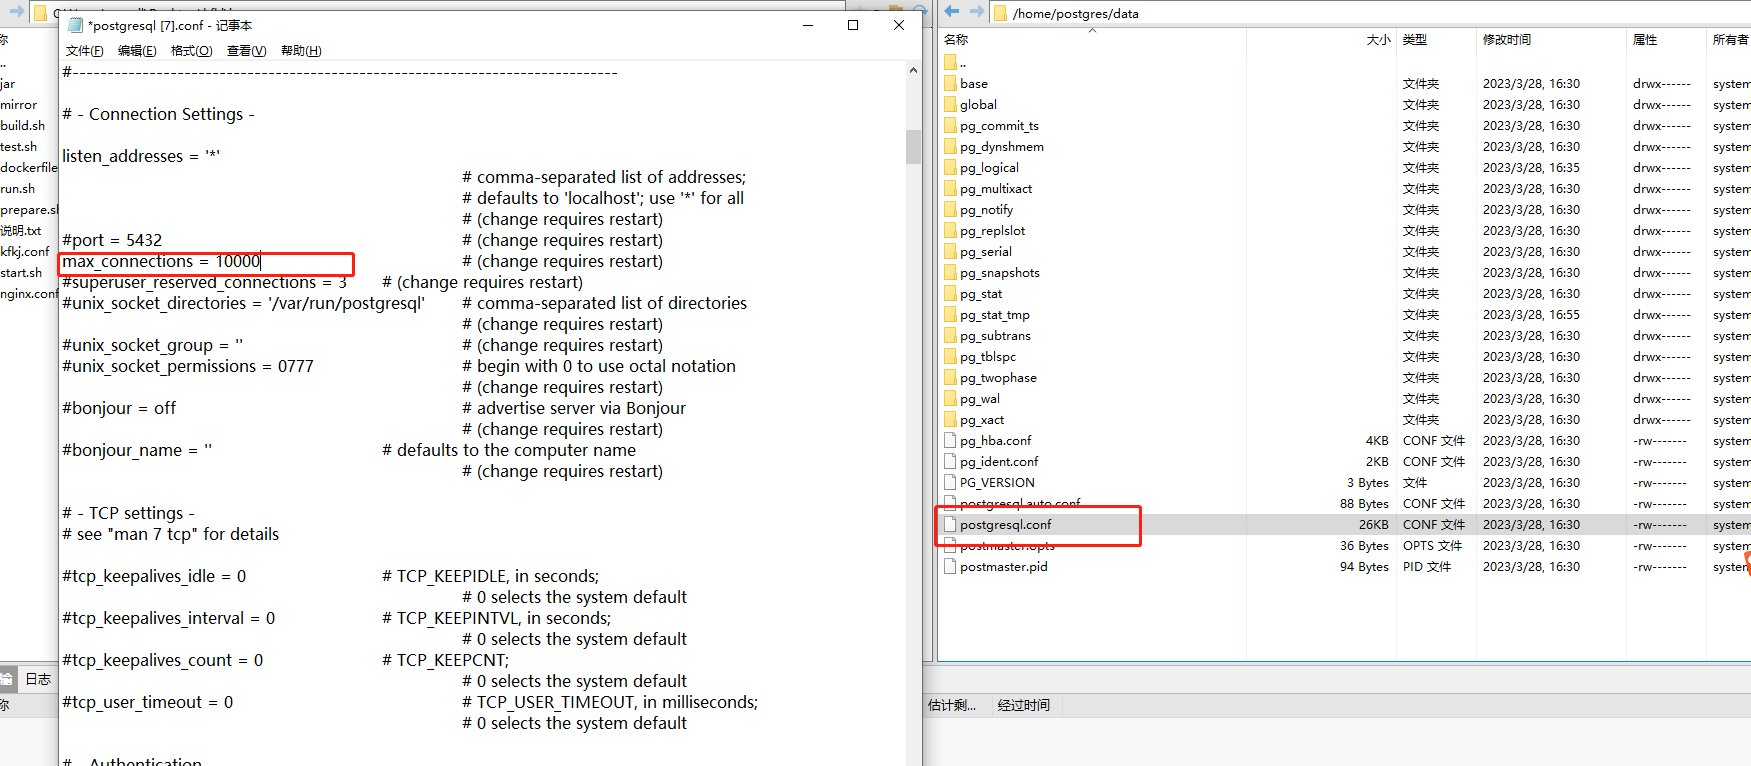 *postgresql [7].conf - 记事本
文件(F) 编辑(E) 格式(O) 查看(V) 帮助(H)
#------------------------------------------------------------------------------
# - Connection Settings -
listen_addresses = '*'
# comma-separated list of addresses;
# defaults to 'localhost'; use '*' for all
# (change requires restart)
#port = 5432 # (change requires restart)
max_connections = 10000 # (change requires restart)
#superuser_reserved_connections = 3 # (change requires restart)
#unix_socket_directories = '/var/run/postgresql' # comma-separated list of directories
# (change requires restart)
#unix_socket_group = '' # (change requires restart)
#unix_socket_permissions = 0777 # begin with 0 to use octal notation
# (change requires restart)
#bonjour = off # advertise server via Bonjour
# (change requires restart)
#bonjour_name = '' # defaults to the computer name
# (change requires restart)
# - TCP settings -
# see "man 7 tcp" for details
#tcp_keepalives_idle = 0 # TCP_KEEPIDLE, in seconds;
# 0 selects the system default
#tcp_keepalives_interval = 0 # TCP_KEEPINTVL, in seconds;
# 0 selects the system default
#tcp_keepalives_count = 0 # TCP_KEEPCNT;
# 0 selects the system default
#tcp_user_timeout = 0 # TCP_USER_TIMEOUT, in milliseconds;
# 0 selects the system default
# - Authentication
称
..
jar
mirror
build.sh
test.sh
dockerfile
run.sh
prepare.sh
说明.txt
kfkj.conf
start.sh
nginx.conf
输 日志
称
/home/postgres/data
名称 大小 类型 修改时间 属性 所有者
..
base 文件夹 2023/3/28, 16:30 drwx------ system
global 文件夹 2023/3/28, 16:30 drwx------ system
pg_commit_ts 文件夹 2023/3/28, 16:30 drwx------ system
pg_dynshmem 文件夹 2023/3/28, 16:30 drwx------ system
pg_logical 文件夹 2023/3/28, 16:35 drwx------ system
pg_multixact 文件夹 2023/3/28, 16:30 drwx------ system
pg_notify 文件夹 2023/3/28, 16:30 drwx------ system
pg_replslot 文件夹 2023/3/28, 16:30 drwx------ system
pg_serial 文件夹 2023/3/28, 16:30 drwx------ system
pg_snapshots 文件夹 2023/3/28, 16:30 drwx------ system
pg_stat 文件夹 2023/3/28, 16:30 drwx------ system
pg_stat_tmp 文件夹 2023/3/28, 16:55 drwx------ system
pg_subtrans 文件夹 2023/3/28, 16:30 drwx------ system
pg_tblspc 文件夹 2023/3/28, 16:30 drwx------ system
pg_twophase 文件夹 2023/3/28, 16:30 drwx------ system
pg_wal 文件夹 2023/3/28, 16:30 drwx------ system
pg_xact 文件夹 2023/3/28, 16:30 drwx------ system
pg_hba.conf 4KB CONF 文件 2023/3/28, 16:30 -rw------- system
pg_ident.conf 2KB CONF 文件 2023/3/28, 16:30 -rw------- system
PG_VERSION 3 Bytes 文件 2023/3/28, 16:30 -rw------- system
postgresql.auto.conf 88 Bytes CONF 文件 2023/3/28, 16:30 -rw------- system
postgresql.conf 26KB CONF 文件 2023/3/28, 16:30 -rw------- system
postmaster.opts 36 Bytes OPTS 文件 2023/3/28, 16:30 -rw------- system
postmaster.pid 94 Bytes PID 文件 2023/3/28, 16:30 -rw------- system
估计剩... 经过时间